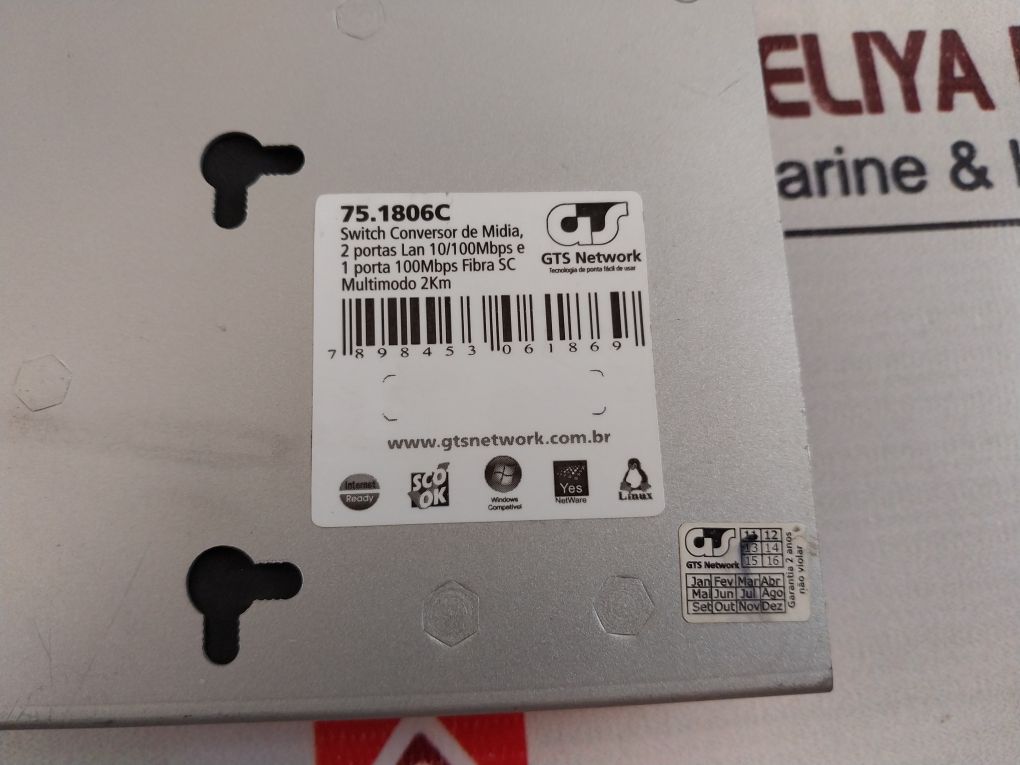 ELIYA
arine &
75.1806C
Switch Conversor de Midia,
2 portas Lan 10/100Mbps e
1 porta 100Mbps Fibra SC
Multimodo 2Km
GTS
GTS Network
Tecnologia de ponta fácil de usar
7 898453 061869
www.gtsnetwork.com.br
Internet
Ready
SCO
OK
Windows
Compatível
Yes
NetWare
Linux
GTS
GTS Network
11 12
13 14
15 16
Jan Fev Mar Abr
Mai Jun Jul Ago
Set Out Nov Dez
Garantia 2 anos
não violar